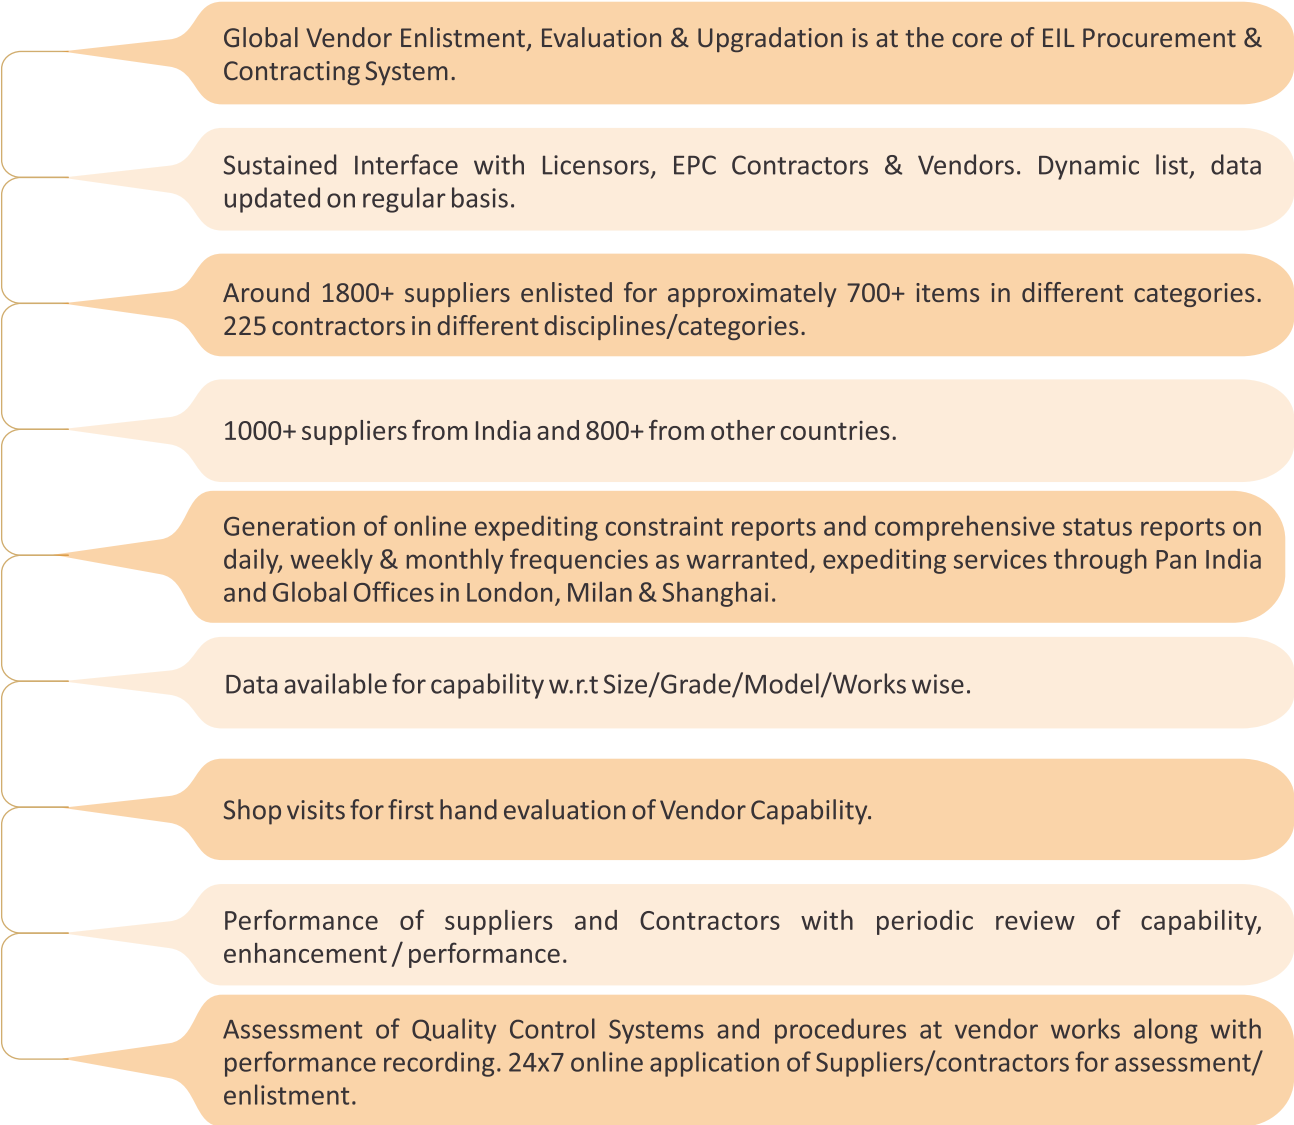 Global Vendor Enlistment, Evaluation & Upgradation is at the core of EIL Procurement &
Contracting System.
Sustained Interface with Licensors, EPC Contractors & Vendors. Dynamic list, data
updated on regular basis.
Around 1800+ suppliers enlisted for approximately 700+ items in different categories.
225 contractors in different disciplines/categories.
1000+ suppliers from India and 800+ from other countries.
Generation of online expediting constraint reports and comprehensive status reports on
daily, weekly & monthly frequencies as warranted, expediting services through Pan India
and Global Offices in London, Milan & Shanghai.
Data available for capability w.r.t Size/Grade/Model/Works wise.
Shop visits for first hand evaluation of Vendor Capability.
Performance of suppliers and Contractors with periodic review of capability,
enhancement / performance.
Assessment of Quality Control Systems and procedures at vendor works along with
performance recording. 24x7 online application of Suppliers/contractors for assessment/
enlistment.